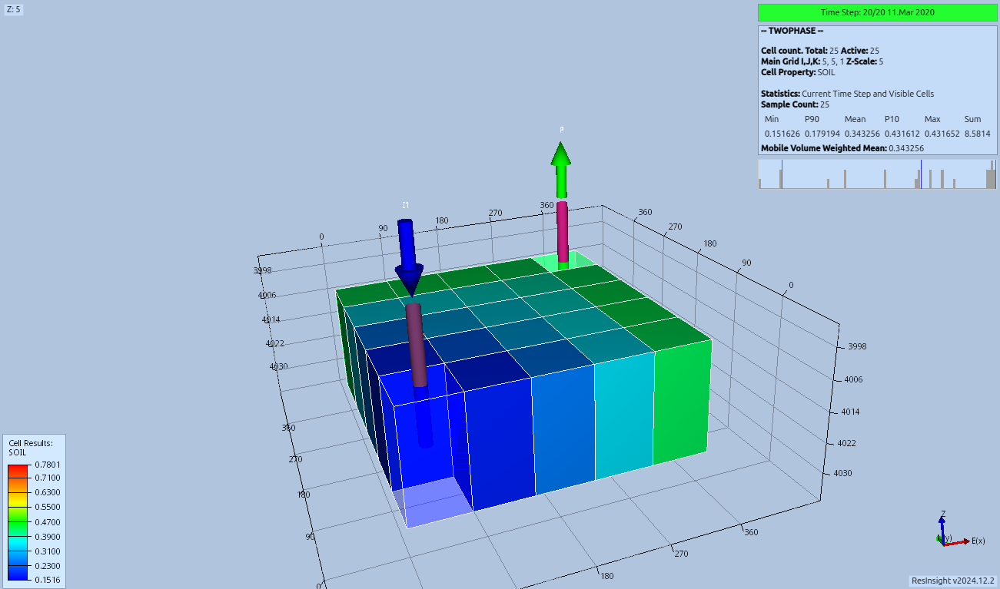 Z: 5
Time Step: 20/20 11.Mar 2020
-- TWOPHASE --
Cell count. Total: 25 Active: 25
Main Grid I,J,K: 5, 5, 1 Z-Scale: 5
Cell Property: SOIL
Statistics: Current Time Step and Visible Cells
Sample Count: 25
Min P90 Mean P10 Max Sum
0.151626 0.179194 0.343256 0.431612 0.431652 8.5814
Mobile Volume Weighted Mean: 0.343256
P
I1
0 90 180 270 360
360 270 180 90 0
3998
4006
4014
4022
4030
3998
4006
4014
4022
4030
360
270
180
90
0
180 270 360
Cell Results:
SOIL
0.7801
0.7100
0.6300
0.5500
0.4700
0.3900
0.3100
0.2300
0.1516
Z
E(x)
ResInsight v2024.12.2